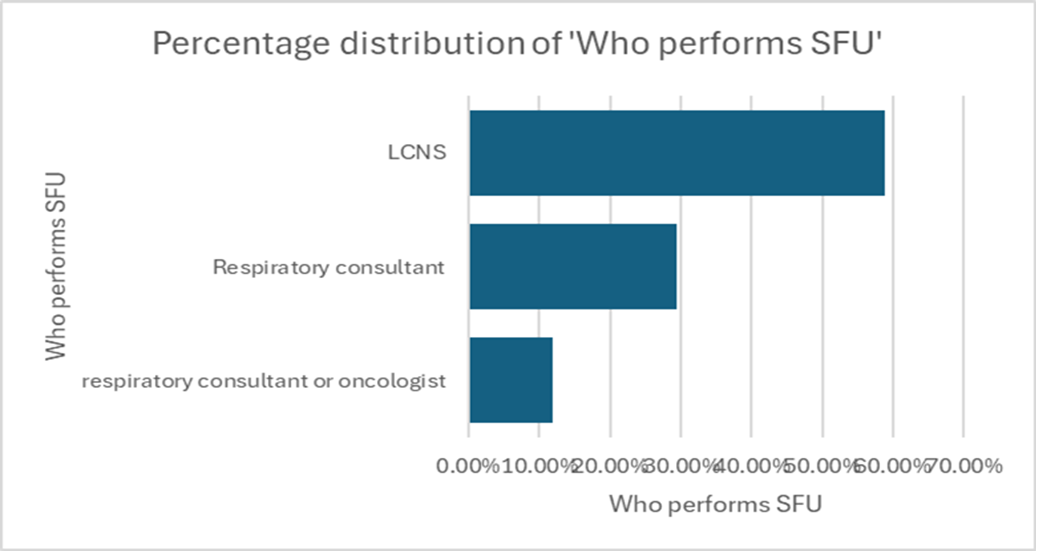 Percentage distribution of 'Who performs SFU'
Who performs SFU
LCNS
Respiratory consultant
respiratory consultant or oncologist
0.00% 10.00% 20.00% 30.00% 40.00% 50.00% 60.00% 70.00%
Who performs SFU